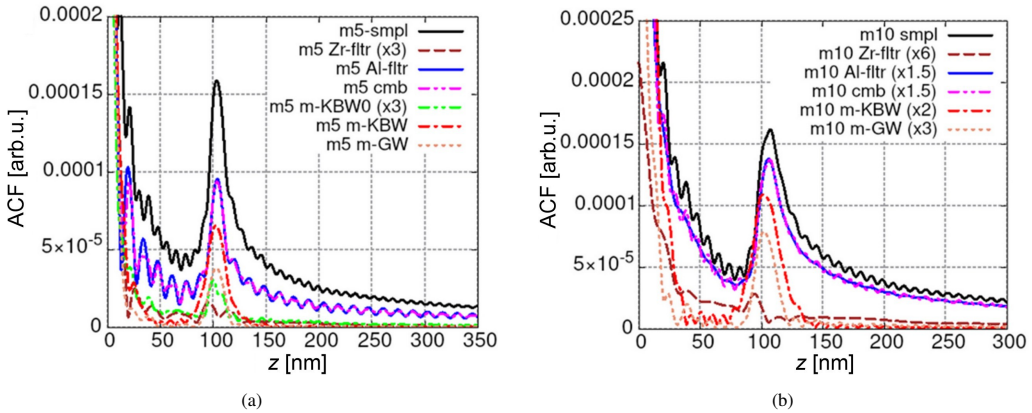 0.0002
0.00015
0.0001
5×10⁻⁵
0
ACF [arb.u.]
m5-smpl
m5 Zr-fltr (x3)
m5 Al-fltr
m5 cmb
m5 m-KBW0 (x3)
m5 m-KBW
m5 m-GW
0 50 100 150 200 250 300 350
z [nm]
(a)
0.00025
0.0002
0.00015
0.0001
5×10⁻⁵
0
ACF [arb.u.]
m10 smpl
m10 Zr-fltr (x6)
m10 Al-fltr (x1.5)
m10 cmb (x1.5)
m10 m-KBW (x2)
m10 m-GW (x3)
0 50 100 150 200 250 300
z [nm]
(b)